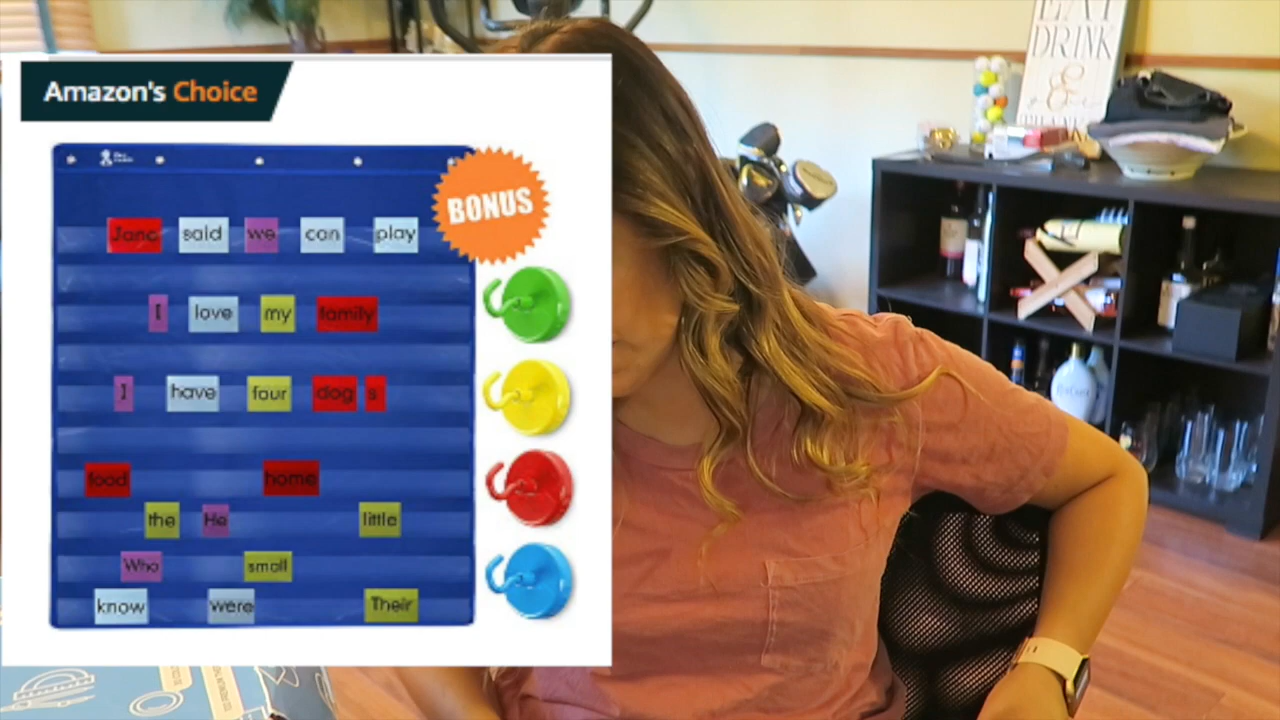 Amazon's Choice
BONUS
Jane said we can play
I love my family
I have four dog s
food home
the He little
Who small
know were Their
EAT
DRINK
&